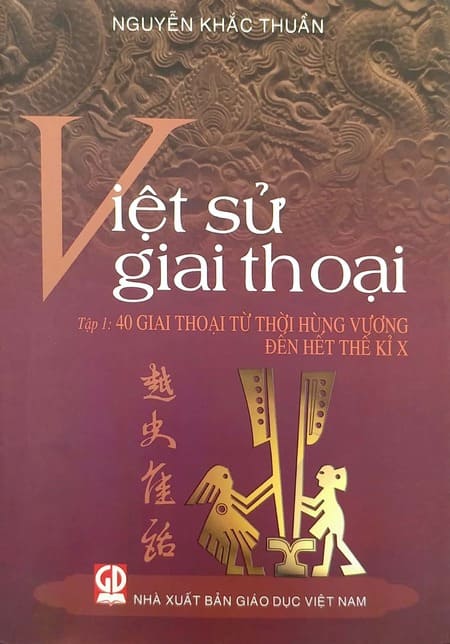 NGUYỄN KHẮC THUẦN
Việt sử
giai thoại
Tập 1: 40 GIAI THOẠI TỪ THỜI HÙNG VƯƠNG
ĐẾN HẾT THẾ KỈ X
越
史
佳
話
GD
NHÀ XUẤT BẢN GIÁO DỤC VIỆT NAM